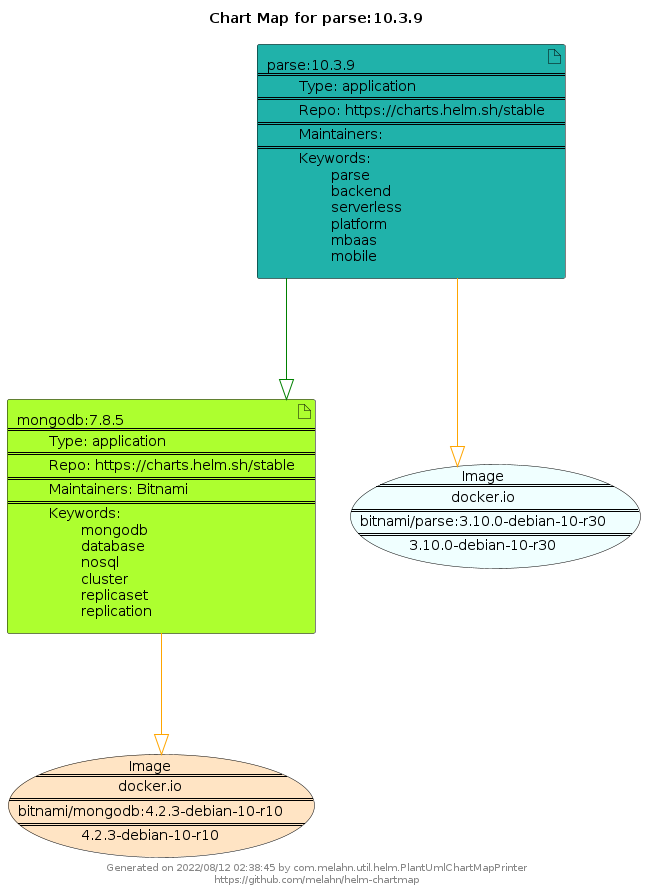 Chart Map for parse:10.3.9
parse:10.3.9
Type: application
Repo: https://charts.helm.sh/stable
Maintainers:
Keywords:
parse
backend
serverless
platform
mbaas
mobile
mongodb:7.8.5
Type: application
Repo: https://charts.helm.sh/stable
Maintainers: Bitnami
Keywords:
mongodb
database
nosql
cluster
replicaset
replication
Image
docker.io
bitnami/parse:3.10.0-debian-10-r30
3.10.0-debian-10-r30
Image
docker.io
bitnami/mongodb:4.2.3-debian-10-r10
4.2.3-debian-10-r10
Generated on 2022/08/12 02:38:45 by com.melahn.util.helm.PlantUmlChartMapPrinter
https://github.com/melahn/helm-chartmap